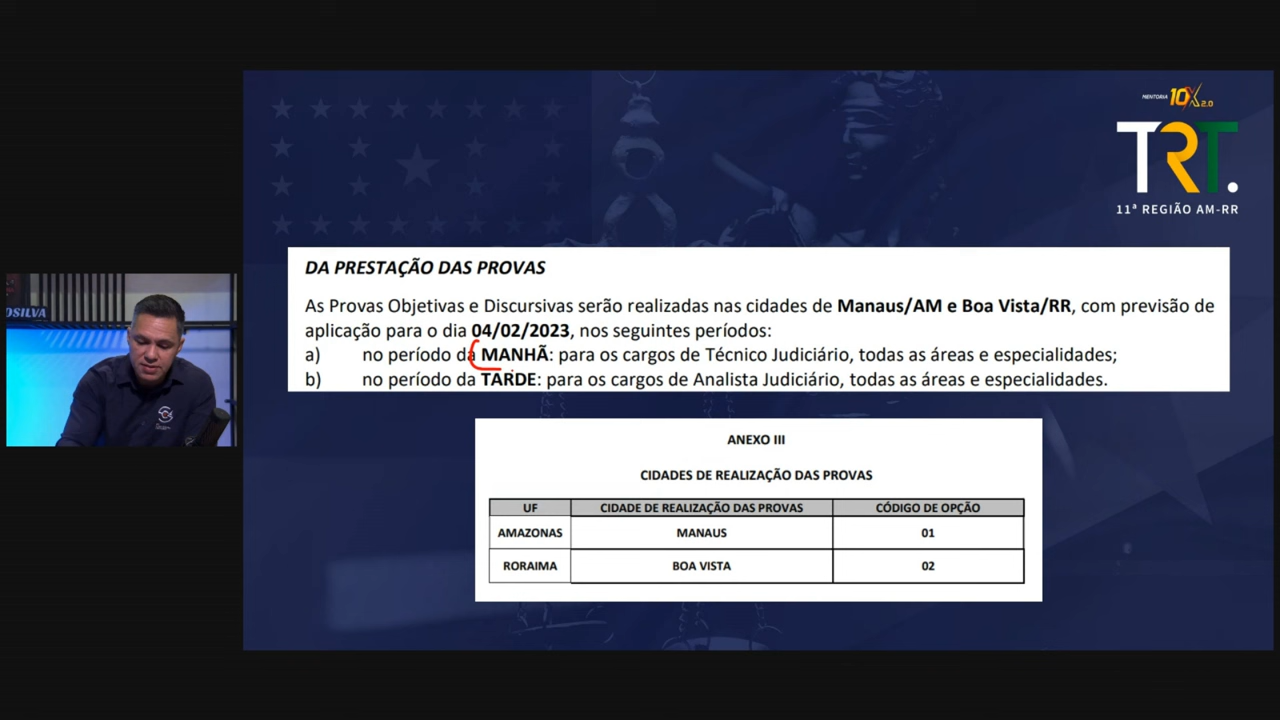 MENTORIA 10X 2.0
TRT.
11ª REGIÃO AM-RR
OSILVA
DA PRESTAÇÃO DAS PROVAS
As Provas Objetivas e Discursivas serão realizadas nas cidades de Manaus/AM e Boa Vista/RR, com previsão de
aplicação para o dia 04/02/2023, nos seguintes períodos:
a) no período da MANHÃ: para os cargos de Técnico Judiciário, todas as áreas e especialidades;
b) no período da TARDE: para os cargos de Analista Judiciário, todas as áreas e especialidades.
ANEXO III
CIDADES DE REALIZAÇÃO DAS PROVAS
UF CIDADE DE REALIZAÇÃO DAS PROVAS CÓDIGO DE OPÇÃO
AMAZONAS MANAUS 01
RORAIMA BOA VISTA 02